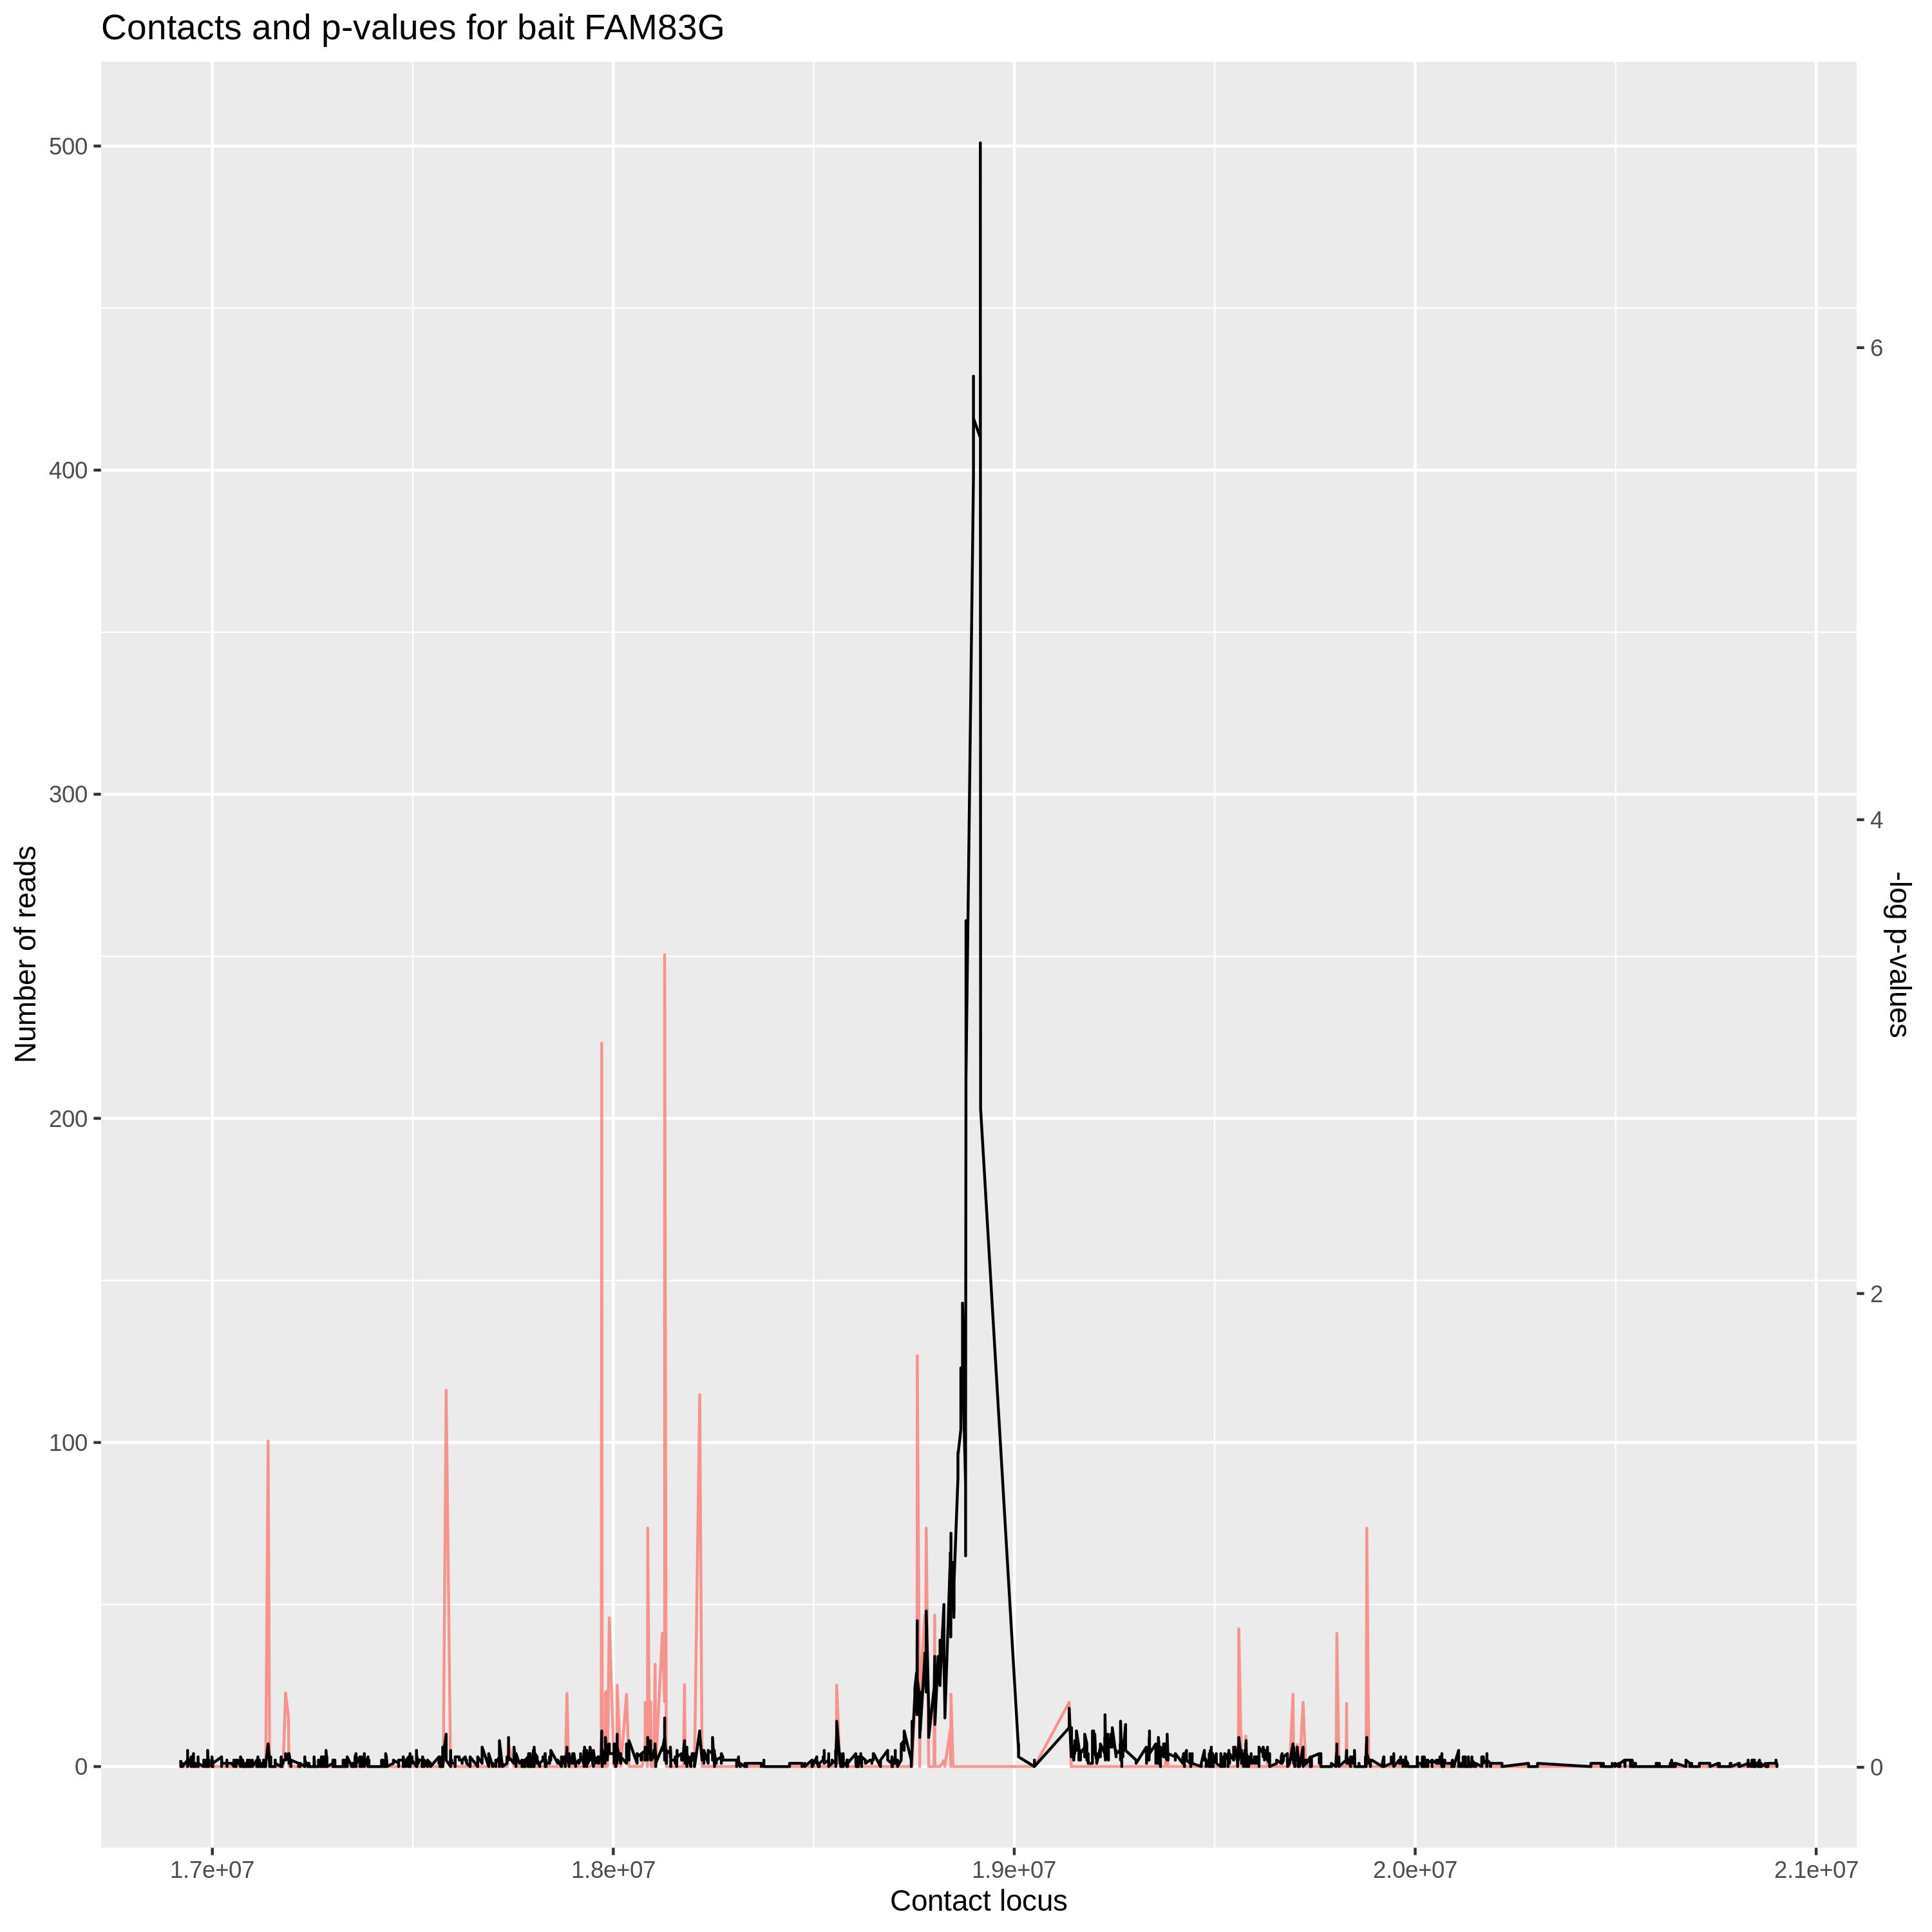 Contacts and p-values for bait FAM83G
500
400
300
200
100
0
Number of reads
6
4
2
0
-log p-values
1.7e+07
1.8e+07
1.9e+07
2.0e+07
2.1e+07
Contact locus